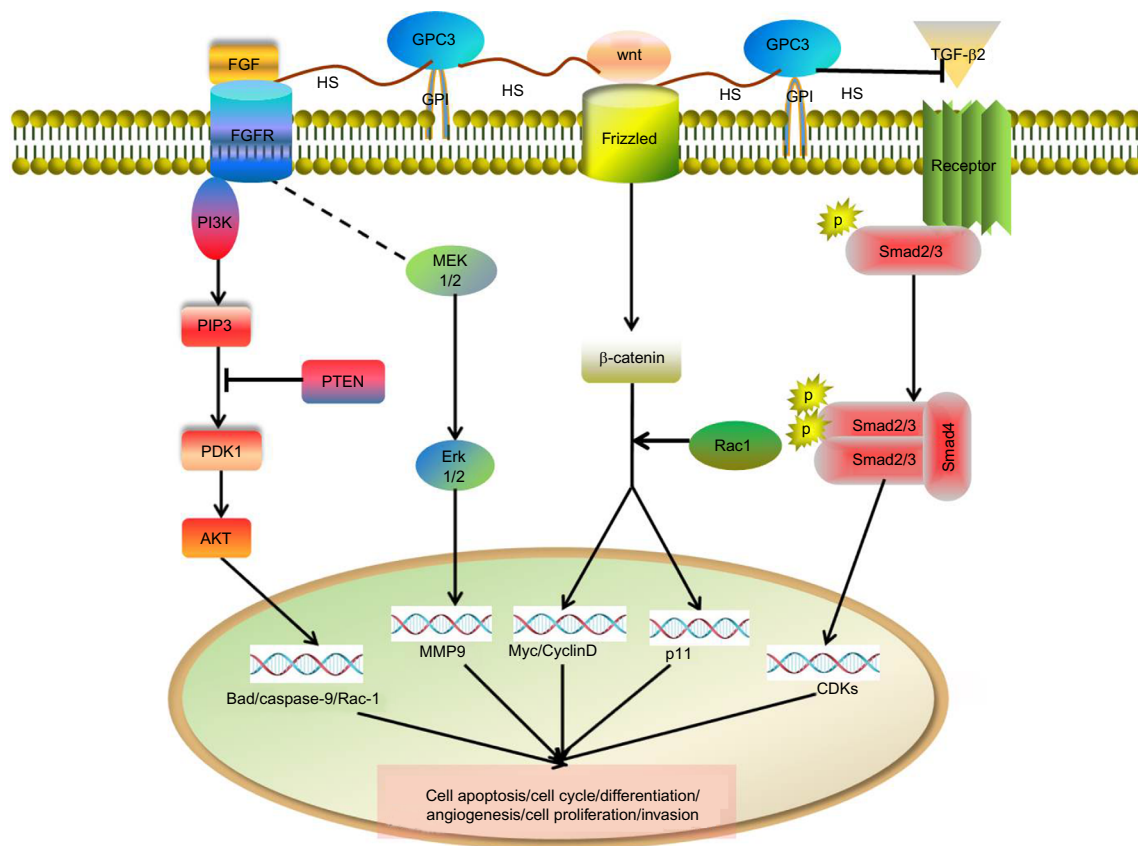 GPC3
wnt
GPC3
TGF-β2
FGF
HS
GPI
HS
HS
GPI
HS
FGFR
Frizzled
Receptor
PI3K
p
Smad2/3
MEK
1/2
PIP3
β-catenin
PTEN
p
p
Smad2/3
Smad2/3
Smad4
PDK1
Erk
1/2
Rac1
AKT
MMP9
Myc/CyclinD
p11
Bad/caspase-9/Rac-1
CDKs
Cell apoptosis/cell cycle/differentiation/
angiogenesis/cell proliferation/invasion